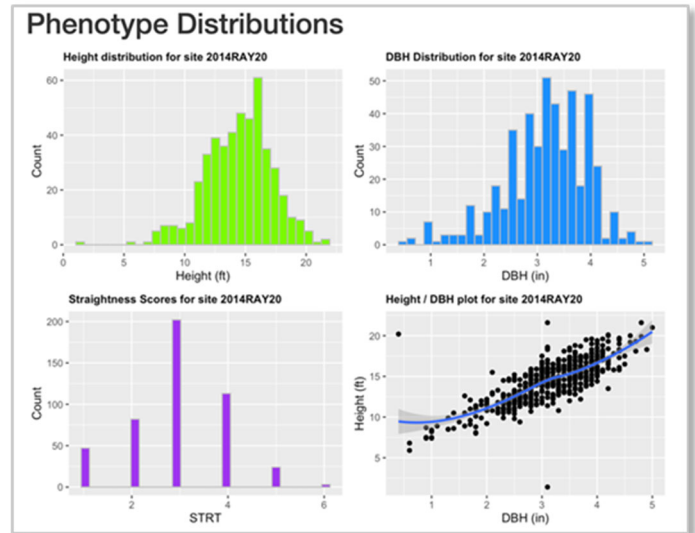 Phenotype Distributions
Height distribution for site 2014RAY20
60
40
20
0
Count
0 5 10 15 20
Height (ft)
DBH Distribution for site 2014RAY20
50
40
30
20
10
0
Count
1 2 3 4 5
DBH (in)
Straightness Scores for site 2014RAY20
200
150
100
50
0
Count
2 4 6
STRT
Height / DBH plot for site 2014RAY20
20
15
10
5
Height (ft)
1 2 3 4 5
DBH (in)